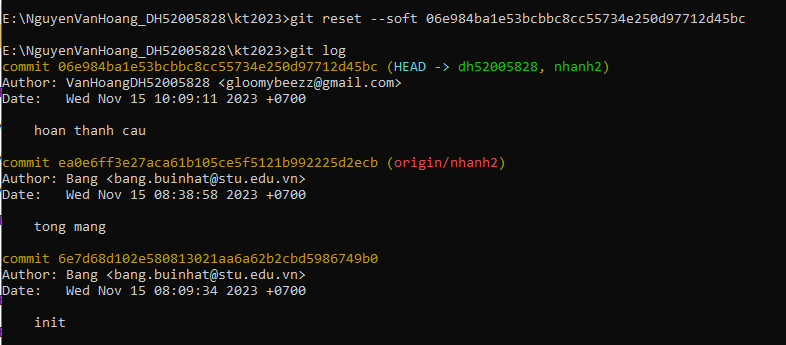 E:\NguyenVanHoang_DH52005828\kt2023>git reset --soft 06e984ba1e53bcbbc8cc55734e250d97712d45bc
E:\NguyenVanHoang_DH52005828\kt2023>git log
commit 06e984ba1e53bcbbc8cc55734e250d97712d45bc (HEAD -> dh52005828, nhanh2)
Author: VanHoangDH52005828 <gloomybeezz@gmail.com>
Date:   Wed Nov 15 10:09:11 2023 +0700
hoan thanh cau
commit ea0e6ff3e27aca61b105ce5f5121b992225d2ecb (origin/nhanh2)
Author: Bang <bang.buinhat@stu.edu.vn>
Date:   Wed Nov 15 08:38:58 2023 +0700
tong mang
commit 6e7d68d102e580813021aa6a62b2cbd5986749b0
Author: Bang <bang.buinhat@stu.edu.vn>
Date:   Wed Nov 15 08:09:34 2023 +0700
init